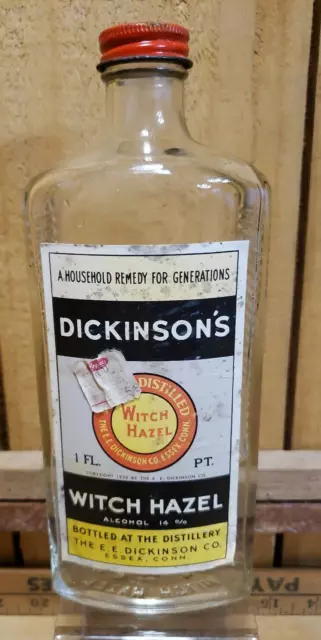 A HOUSEHOLD REMEDY FOR GENERATIONS
DICKINSON'S
DISTILLED
WITCH
HAZEL
THE E.E. DICKINSON CO. ESSEX, CONN.
1 FL. PT.
WITCH HAZEL
ALCOHOL 14 %
BOTTLED AT THE DISTILLERY
THE E. E. DICKINSON CO.
ESSEX, CONN.
PAY